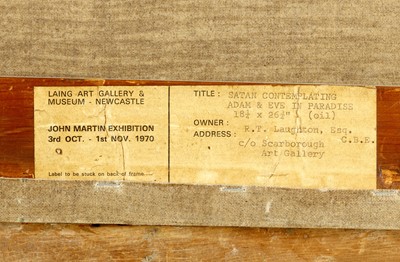 LAING ART GALLERY &
MUSEUM - NEWCASTLE
JOHN MARTIN EXHIBITION
3rd OCT. - 1st NOV. 1970
Label to be stuck on back of frame
TITLE : SATAN CONTEMPLATING
ADAM & EVE IN PARADISE
18½ x 26½" (oil)
OWNER :
ADDRESS : R.T. Laughton, Esq.
C.B.E.
c/o Scarborough
Art Gallery